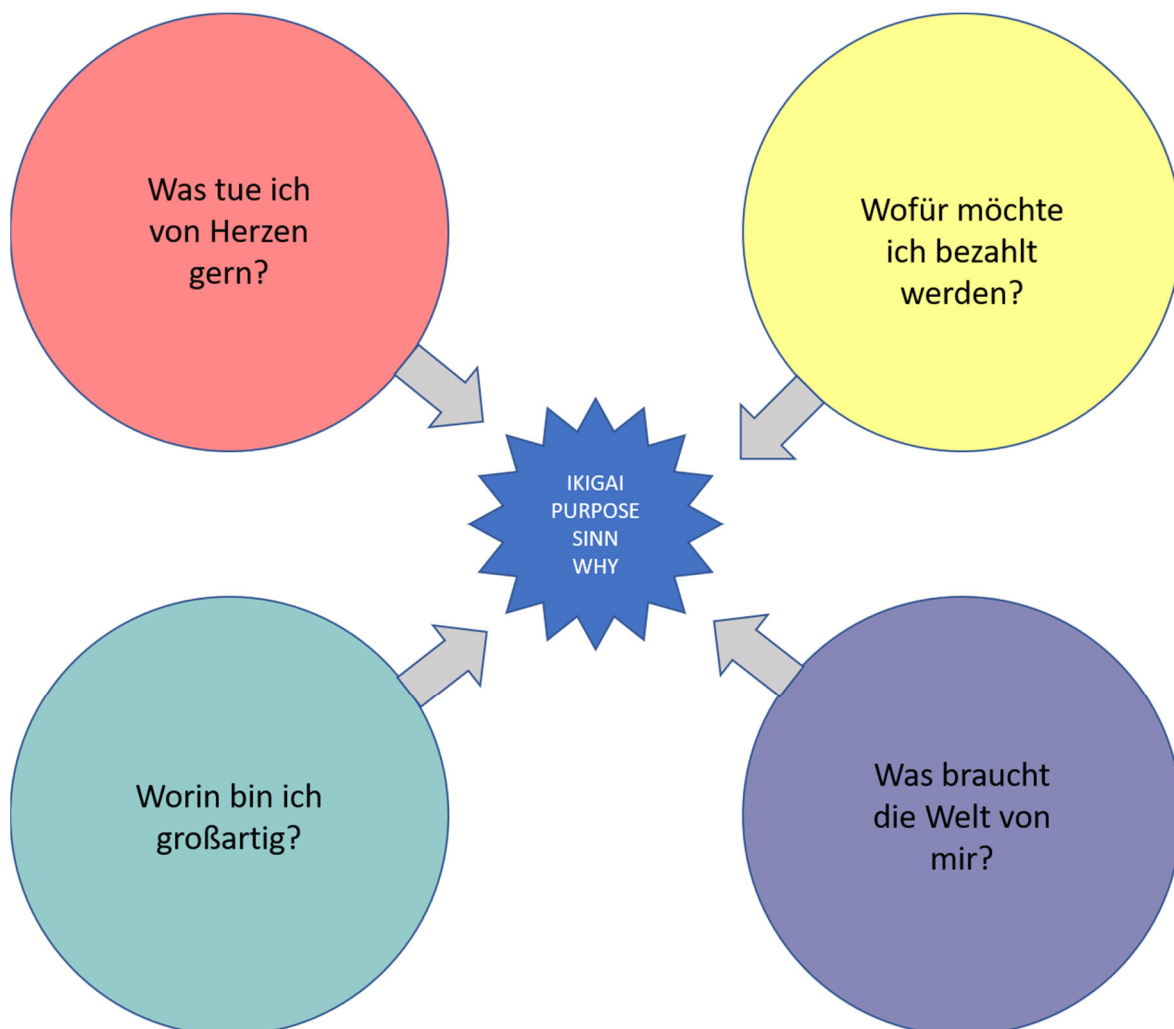 Was tue ich
von Herzen
gern?
Wofür möchte
ich bezahlt
werden?
IKIGAI
PURPOSE
SINN
WHY
Worin bin ich
großartig?
Was braucht
die Welt von
mir?